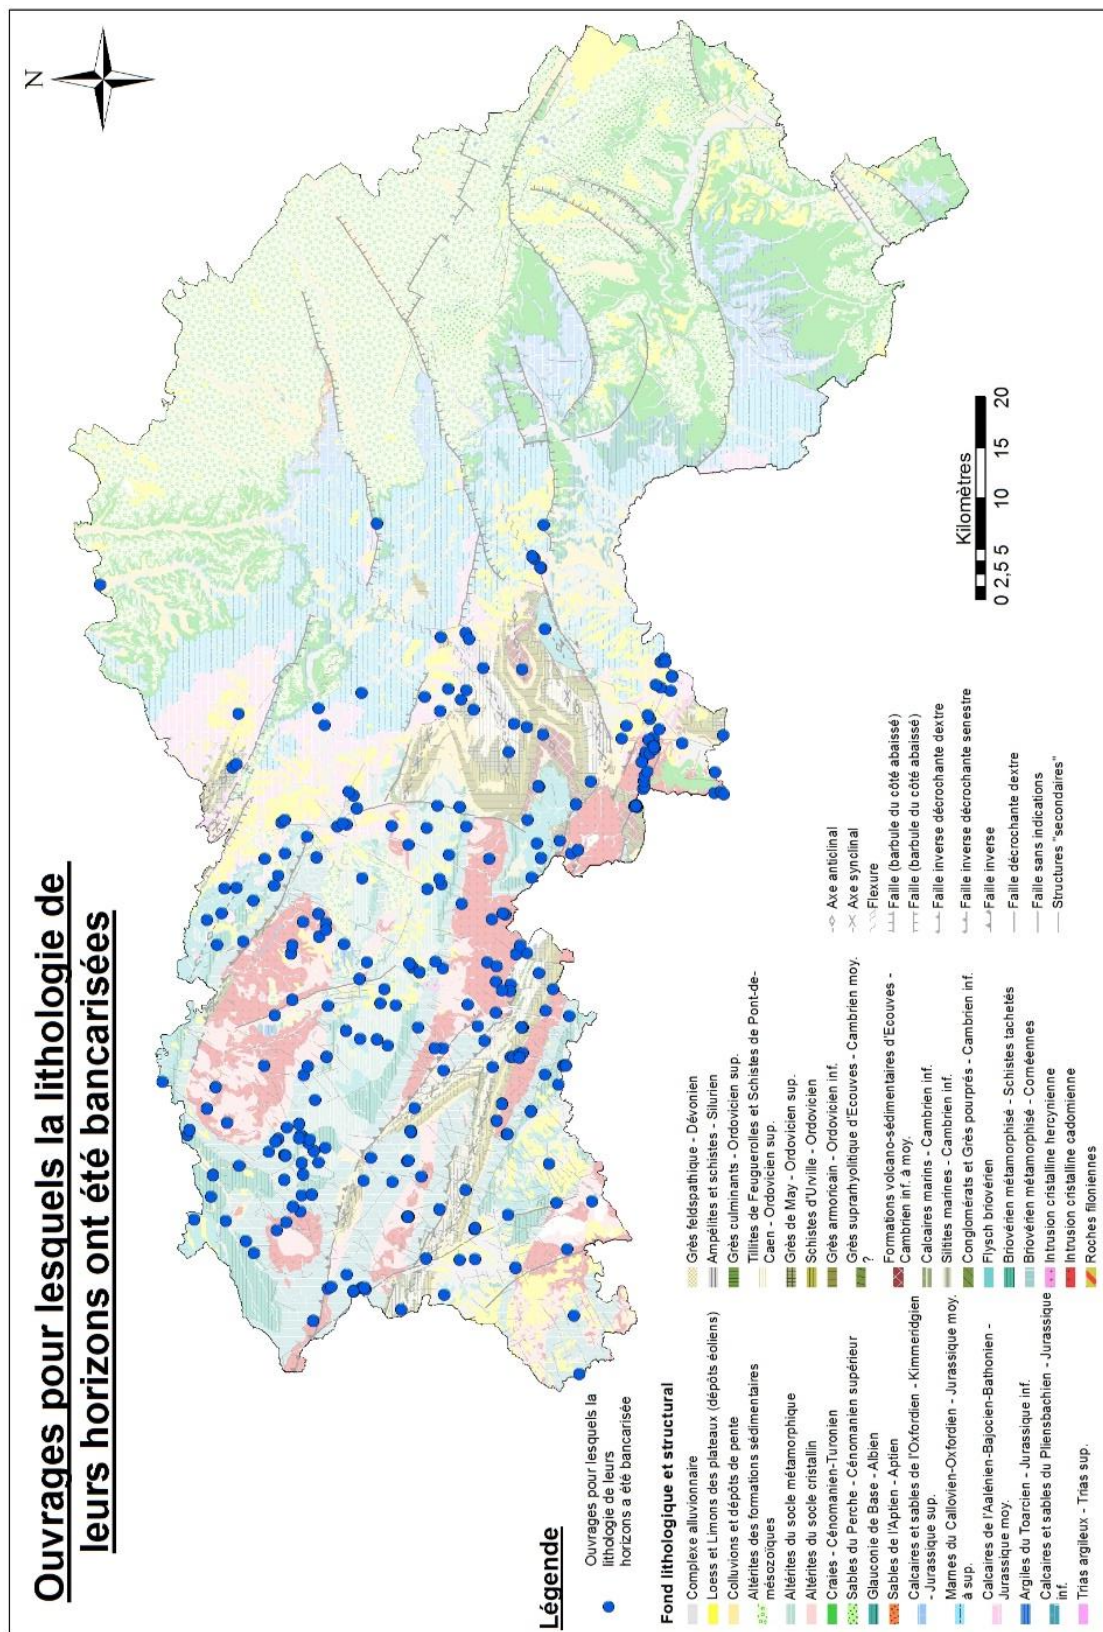 Ouvrages pour lesquels la lithologie de
leurs horizons ont été bancarisées
N
Légende
Ouvrages pour lesquels la
lithologie de leurs
horizons a été bancarisée
Fond lithologique et structural
Complexe alluvionnaire
Loess et Limons des plateaux (dépôts éoliens)
Colluvions et dépôts de pente
Altérites des formations sédimentaires
mésozoïques
Altérites du socle métamorphique
Altérites du socle cristallin
Craies - Cénomanien-Turonien
Sables du Perche - Cénomanien supérieur
Glauconie de Base - Albien
Sables de l'Aptien - Aptien
Calcaires et sables de l'Oxfordien - Kimmeridgien
- Jurassique sup.
Marnes du Callovien-Oxfordien - Jurassique moy.
à sup.
Calcaires de l'Aalénien-Bajocien-Bathonien -
Jurassique moy.
Argiles du Toarcien - Jurassique inf.
Calcaires et sables du Pliensbachien - Jurassique
inf.
Trias argileux - Trias sup.
Grès feldspathique - Dévonien
Ampélites et schistes - Silurien
Grès culminants - Ordovicien sup.
Tillites de Feuguerolles et Schistes de Pont-de-
Caen - Ordovicien sup.
Grès de May - Ordovicien sup.
Schistes d'Urville - Ordovicien
Grès armoricain - Ordovicien inf.
Grès suprarhyolitique d'Ecouves - Cambrien moy.
?
Formations volcano-sédimentaires d'Ecouves -
Cambrien inf. à moy.
Calcaires marins - Cambrien inf.
Siltites marines - Cambrien inf.
Conglomérats et Grès pourprés - Cambrien inf.
Flysch briovérien
Briovérien métamorphisé - Schistes tachetés
Briovérien métamorphisé - Cornéennes
Intrusion cristalline hercynienne
Intrusion cristalline cadomienne
Roches filoniennes
Axe anticlinal
Axe synclinal
Flexure
Faille (barbule du côté abaissé)
Faille (barbule du côté abaissé)
Faille inverse décrochante dextre
Faille inverse décrochante senestre
Faille inverse
Faille décrochante dextre
Faille sans indications
Structures "secondaires"
Kilomètres
0 2,5 5 10 15 20